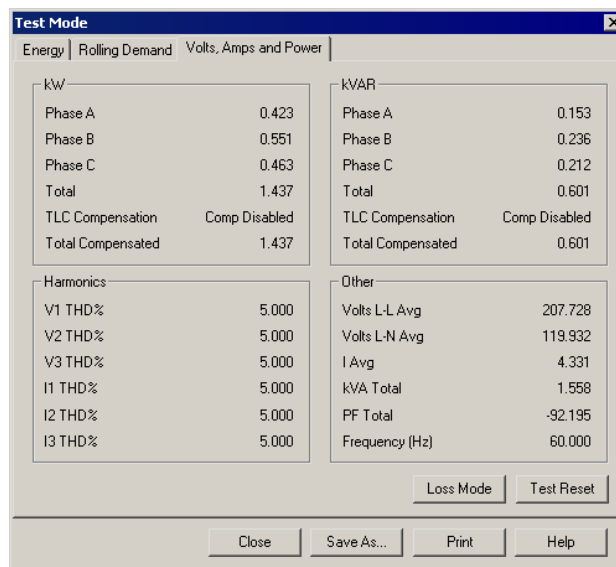 Test Mode
Energy Rolling Demand Volts, Amps and Power
kW
Phase A 0.423
Phase B 0.551
Phase C 0.463
Total 1.437
TLC Compensation Comp Disabled
Total Compensated 1.437
kVAR
Phase A 0.153
Phase B 0.236
Phase C 0.212
Total 0.601
TLC Compensation Comp Disabled
Total Compensated 0.601
Harmonics
V1 THD% 5.000
V2 THD% 5.000
V3 THD% 5.000
I1 THD% 5.000
I2 THD% 5.000
I3 THD% 5.000
Other
Volts L-L Avg 207.728
Volts L-N Avg 119.932
I Avg 4.331
kVA Total 1.558
PF Total -92.195
Frequency (Hz) 60.000
Loss Mode Test Reset
Close Save As... Print Help